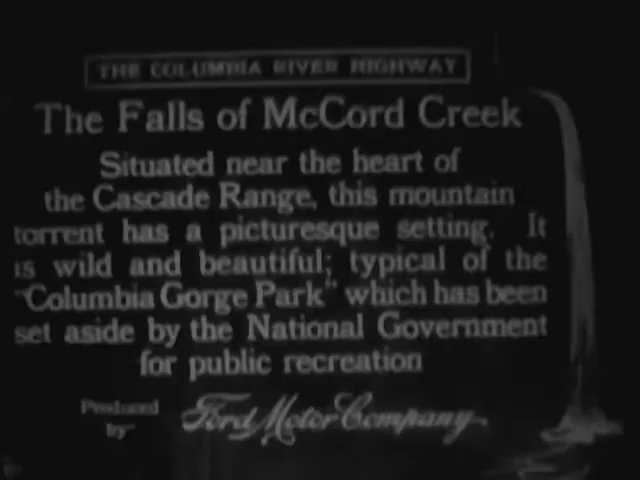 THE COLUMBIA RIVER HIGHWAY
The Falls of McCord Creek
Situated near the heart of
the Cascade Range, this mountain
torrent has a picturesque setting. It
is wild and beautiful; typical of the
"Columbia Gorge Park" which has been
set aside by the National Government
for public recreation
Produced
by
Ford Motor Company